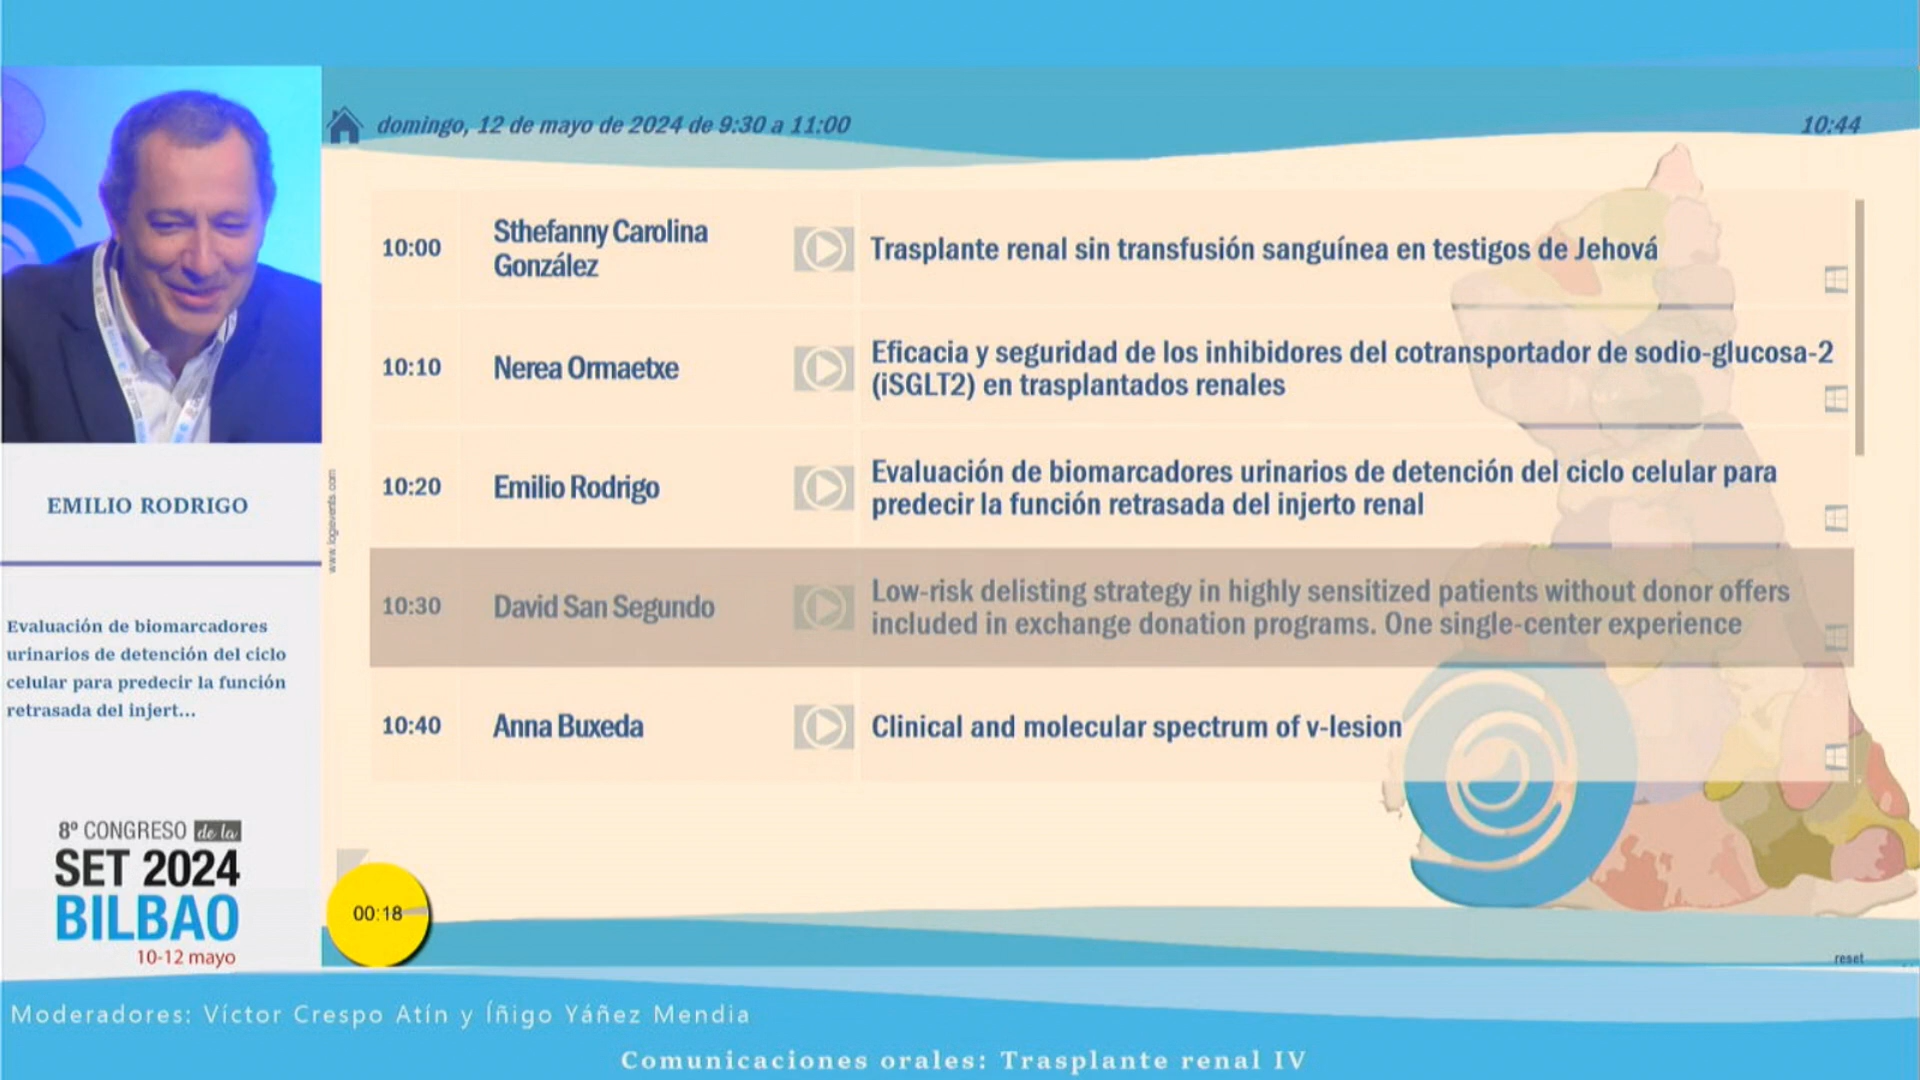 domingo, 12 de mayo de 2024 de 9:30 a 11:00
10:44
10:00
Sthefanny Carolina
González
Trasplante renal sin transfusión sanguínea en testigos de Jehová
10:10
Nerea Ormaetxe
Eficacia y seguridad de los inhibidores del cotransportador de sodio-glucosa-2
(iSGLT2) en trasplantados renales
10:20
Emilio Rodrigo
Evaluación de biomarcadores urinarios de detención del ciclo celular para
predecir la función retrasada del injerto renal
10:30
David San Segundo
Low-risk delisting strategy in highly sensitized patients without donor offers
included in exchange donation programs. One single-center experience
10:40
Anna Buxeda
Clinical and molecular spectrum of v-lesion
www.logievents.com
EMILIO RODRIGO
Evaluación de biomarcadores
urinarios de detención del ciclo
celular para predecir la función
retrasada del injert...
8º CONGRESO de la
SET 2024
BILBAO
10-12 mayo
00:18
reset
Moderadores: Víctor Crespo Atín y Íñigo Yáñez Mendia
Comunicaciones orales: Trasplante renal IV